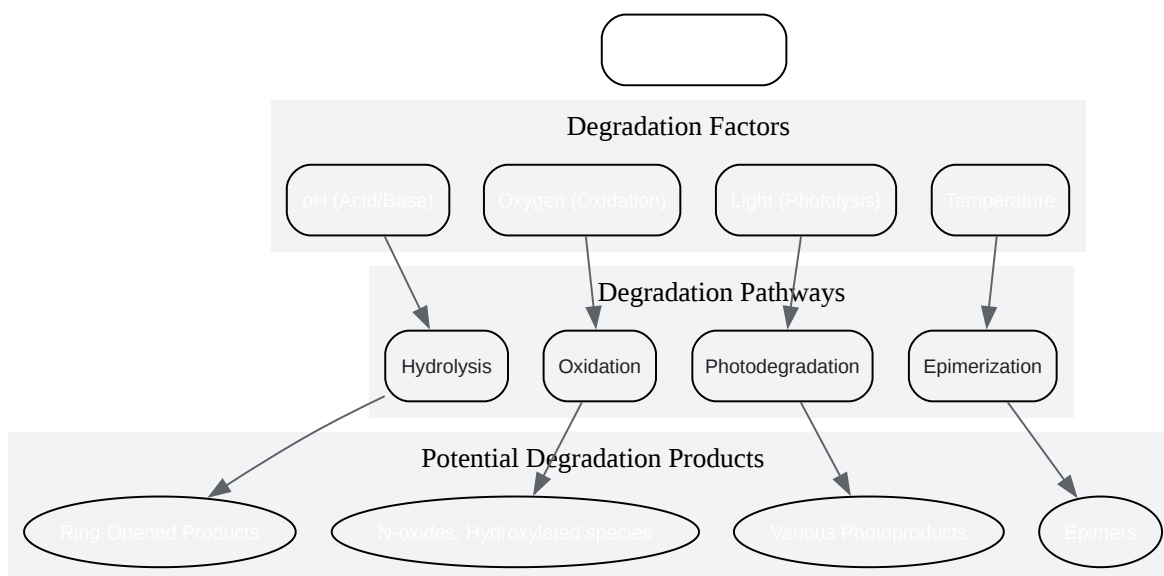 Degradation Factors
pH (Acid/Base)
Oxygen (Oxidation)
Light (Photolysis)
Temperature
Degradation Pathways
Hydrolysis
Oxidation
Photodegradation
Epimerization
Potential Degradation Products
Ring-Opened Products
N-oxides, Hydroxylated species
Various Photoproducts
Epimers